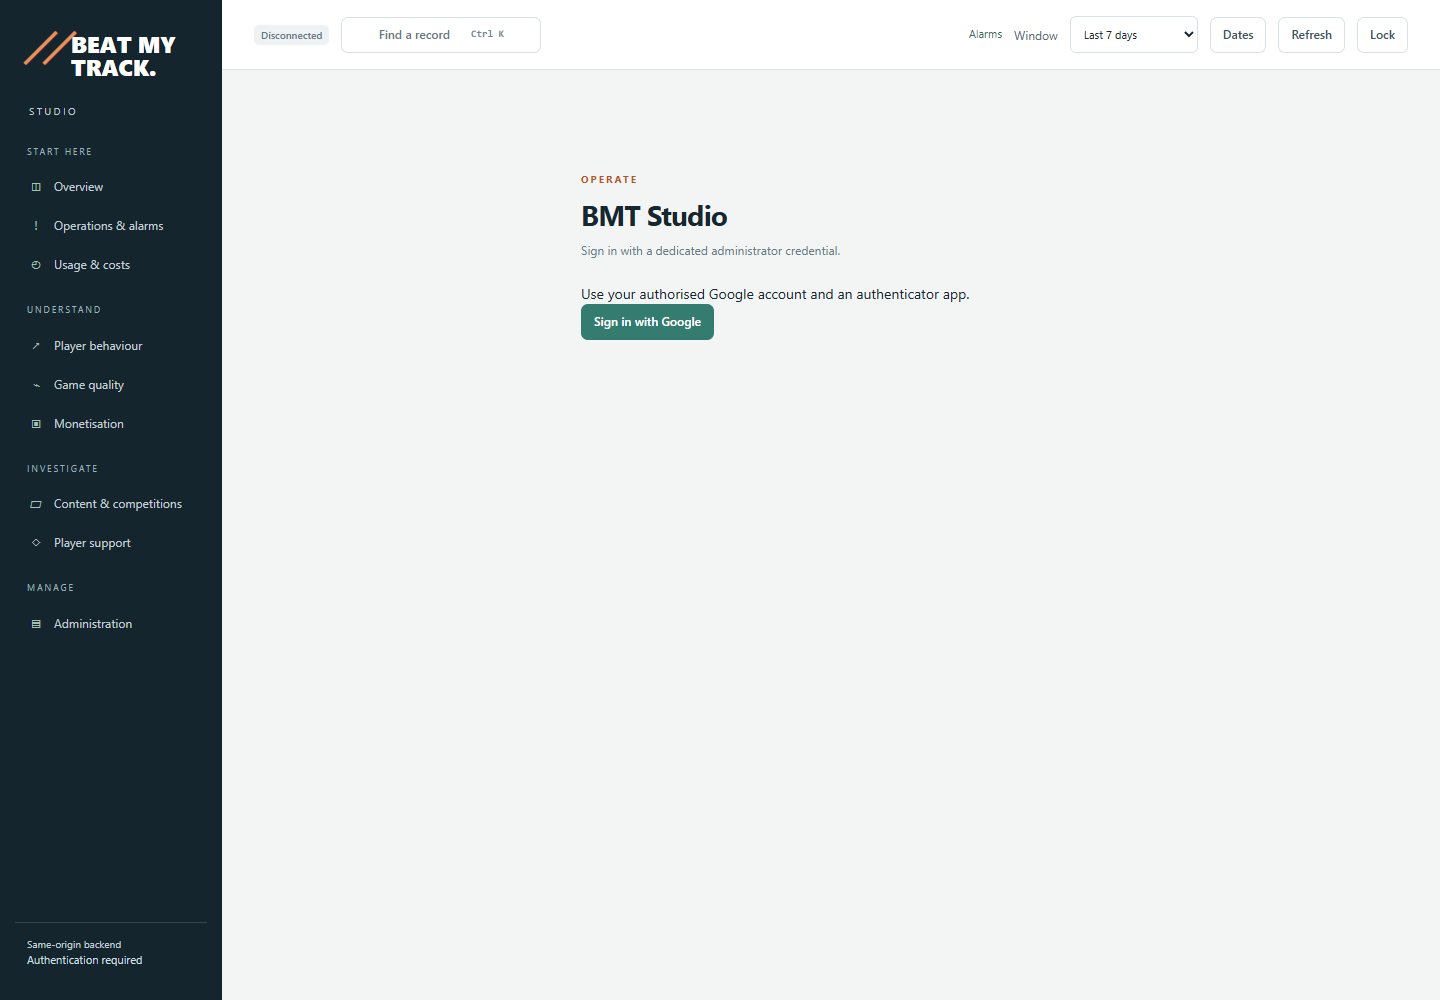 BEAT MY
TRACK.
STUDIO
START HERE
Overview
! Operations & alarms
Usage & costs
UNDERSTAND
Player behaviour
Game quality
Monetisation
INVESTIGATE
Content & competitions
Player support
MANAGE
Administration
Same-origin backend
Authentication required
Disconnected
Find a record Ctrl K
Alarms
Window
Last 7 days
Dates
Refresh
Lock
OPERATE
BMT Studio
Sign in with a dedicated administrator credential.
Use your authorised Google account and an authenticator app.
Sign in with Google